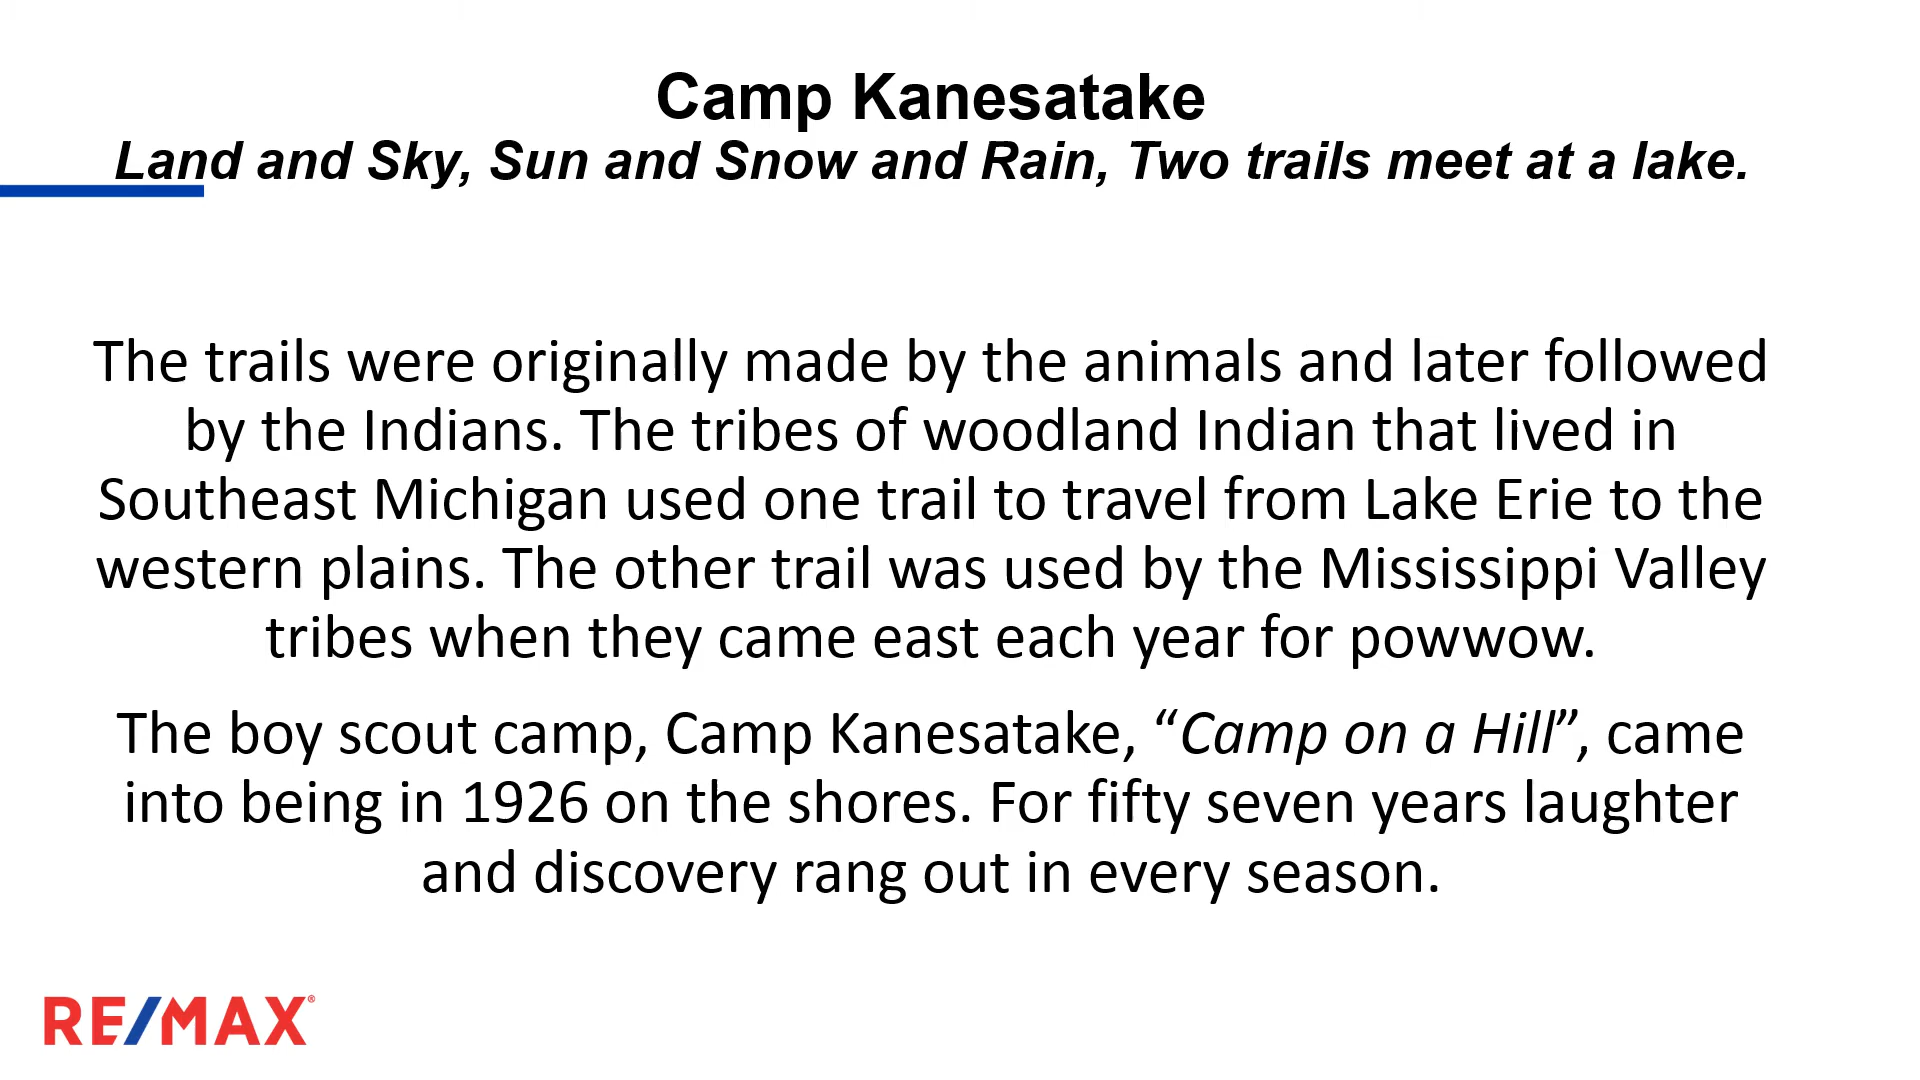 Camp Kanesatake
Land and Sky, Sun and Snow and Rain, Two trails meet at a lake.
The trails were originally made by the animals and later followed
by the Indians. The tribes of woodland Indian that lived in
Southeast Michigan used one trail to travel from Lake Erie to the
western plains. The other trail was used by the Mississippi Valley
tribes when they came east each year for powwow.
The boy scout camp, Camp Kanesatake, “Camp on a Hill”, came
into being in 1926 on the shores. For fifty seven years laughter
and discovery rang out in every season.
RE/MAX®